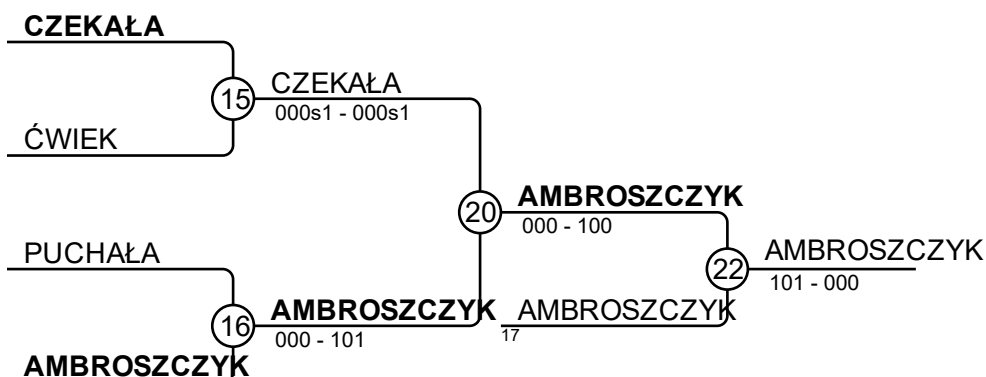 CZEKAŁA
15
CZEKAŁA
000s1 - 000s1
ĆWIEK
20
AMBROSZCZYK
000 - 100
PUCHAŁA
22
AMBROSZCZYK
101 - 000
16
AMBROSZCZYK
000 - 101
AMBROSZCZYK
17
AMBROSZCZYK